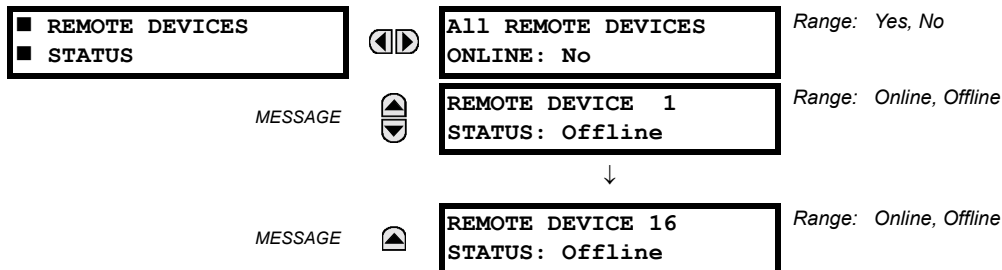 ■ REMOTE DEVICES
■ STATUS
All REMOTE DEVICES
ONLINE: No
Range: Yes, No
MESSAGE
REMOTE DEVICE 1
STATUS: Offline
Range: Online, Offline
↓
MESSAGE
REMOTE DEVICE 16
STATUS: Offline
Range: Online, Offline